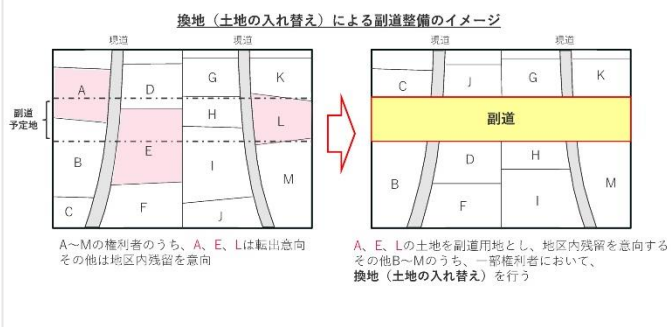 換地（土地の入れ替え）による副道整備のイメージ
現道
現道
A
D
G
K
副道
予定地
H
L
B
E
I
M
C
F
J
現道
現道
C
J
G
K
副道
B
D
H
M
F
I
A～Mの権利者のうち、A、E、Lは転出意向
その他は地区内残留を意向
A、E、Lの土地を副道用地とし、地区内残留を意向する
その他B～Mのうち、一部権利者において、
換地（土地の入れ替え）を行う